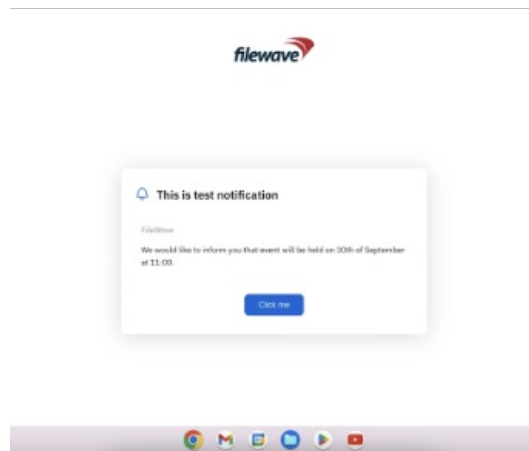 filewave
This is test notification
FileWave
We would like to inform you that event will be held on 30th of September
at 11:00.
Click me